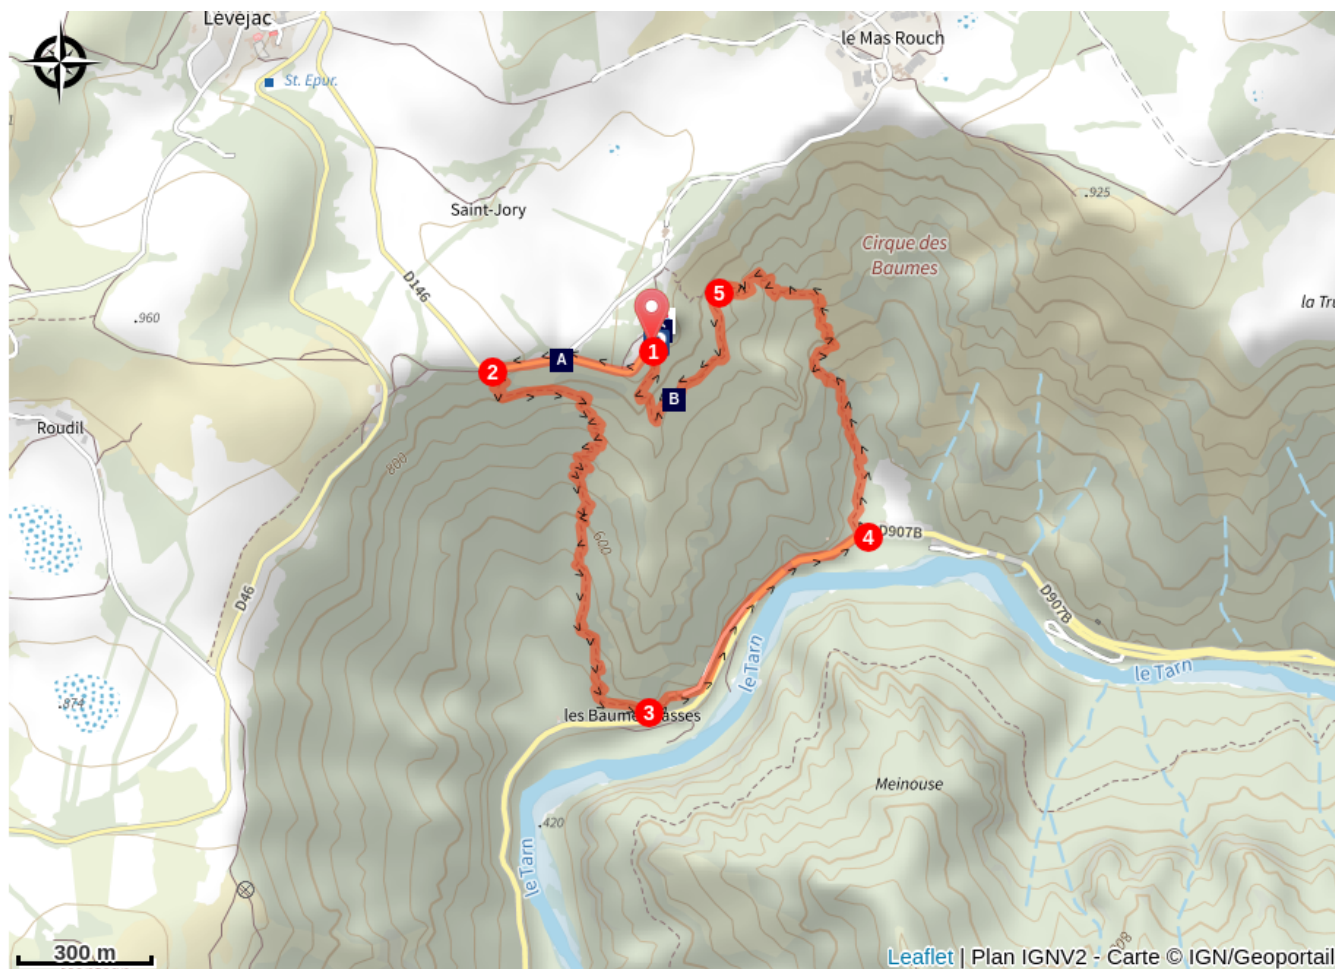 Lévéjac
le Mas Rouch
St. Epur.
.925
Saint-Jory
Cirque des
Baumes
D146
.960
5
1
A
2
B
Roudil
800
600
D907B
4
D46
D907B
le Tarn
le Tarn
.874
3
Meinouse
.420
le Tarn
300 m
Leaflet | Plan IGNV2 - Carte © IGN/Geoportail